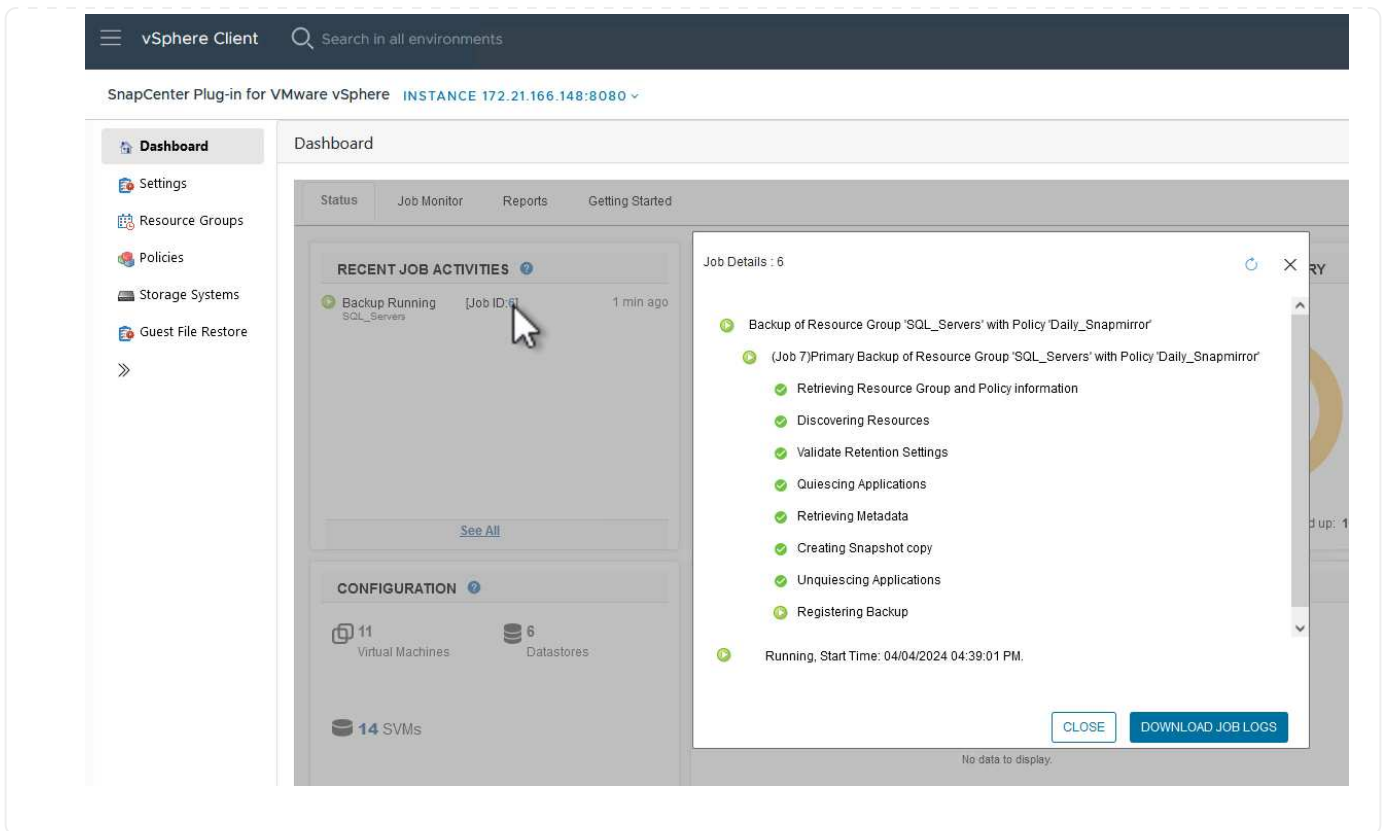 vSphere Client
Search in all environments
SnapCenter Plug-in for VMware vSphere INSTANCE 172.21.166.148:8080
Dashboard
Settings
Resource Groups
Policies
Storage Systems
Guest File Restore
Dashboard
Status Job Monitor Reports Getting Started
RECENT JOB ACTIVITIES
Backup Running [Job ID:6] 1 min ago
SQL_Servers
See All
CONFIGURATION
11 Virtual Machines
6 Datastores
14 SVMs
Job Details : 6
Backup of Resource Group 'SQL_Servers' with Policy 'Daily_Snapmirror'
(Job 7)Primary Backup of Resource Group 'SQL_Servers' with Policy 'Daily_Snapmirror'
Retrieving Resource Group and Policy information
Discovering Resources
Validate Retention Settings
Quiescing Applications
Retrieving Metadata
Creating Snapshot copy
Unquiescing Applications
Registering Backup
Running, Start Time: 04/04/2024 04:39:01 PM.
CLOSE DOWNLOAD JOB LOGS
RY
d up: 1
No data to display.